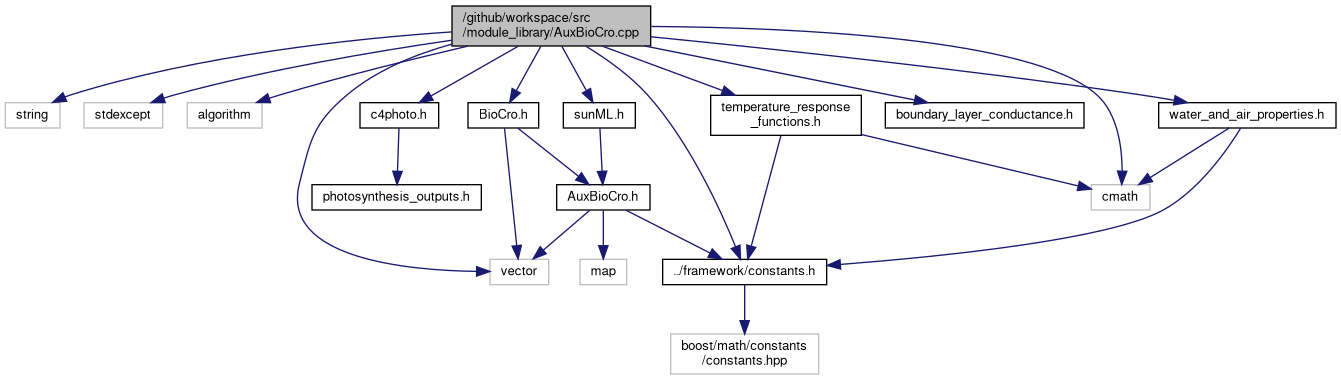 /github/workspace/src
/module_library/AuxBioCro.cpp
string
stdexcept
algorithm
c4photo.h
BioCro.h
sunML.h
temperature_response
_functions.h
boundary_layer_conductance.h
water_and_air_properties.h
photosynthesis_outputs.h
AuxBioCro.h
cmath
vector
map
../framework/constants.h
boost/math/constants
/constants.hpp